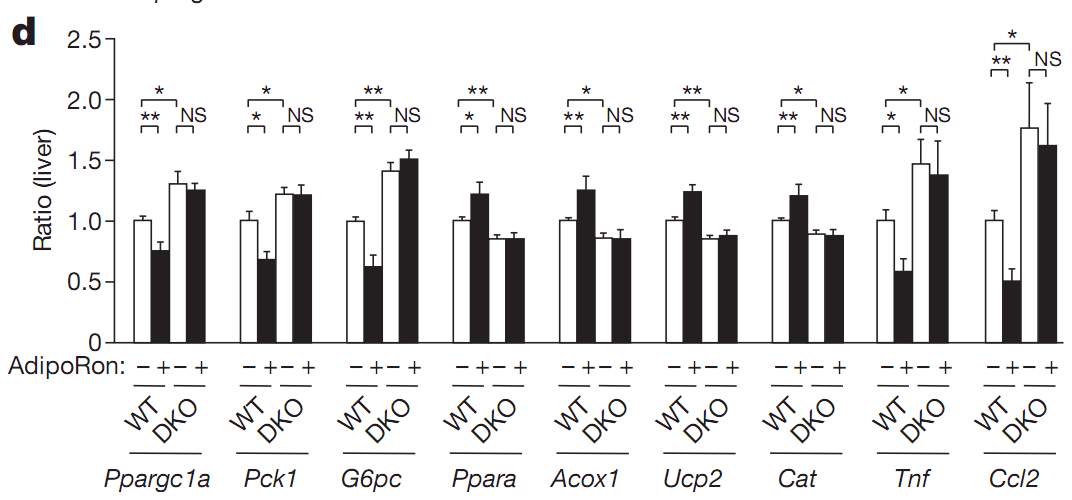 d
2.5
2.0
1.5
1.0
0.5
0
Ratio (liver)
* ** NS
* * NS
** ** NS
** * NS
* ** NS
** ** NS
* ** NS
* * NS
* ** NS
AdipoRon: − + − + − + − + − + − + − + − + − + − + − + − + − + − + − + − + − + − +
WT DKO WT DKO WT DKO WT DKO WT DKO WT DKO WT DKO WT DKO WT DKO
Ppargc1a Pck1 G6pc Ppara Acox1 Ucp2 Cat Tnf Ccl2